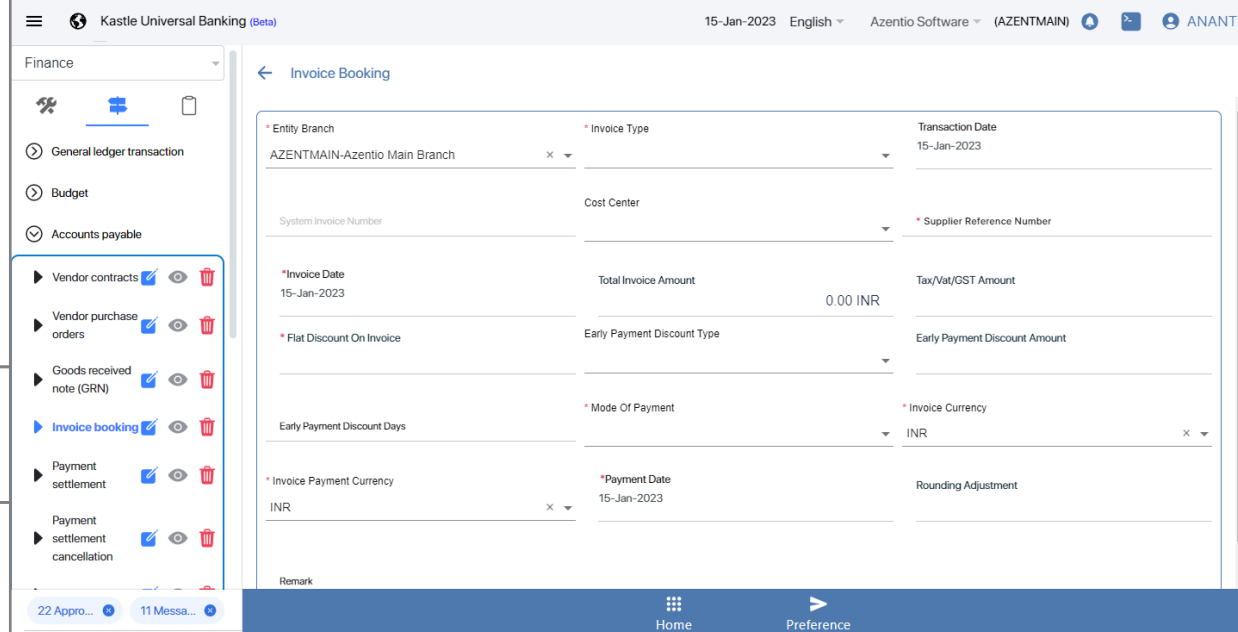 Kastle Universal Banking (Beta)
15-Jan-2023 English Azentio Software (AZENTMAIN) ANANT
Finance
Invoice Booking
General ledger transaction
Budget
Accounts payable
Vendor contracts
Vendor purchase
orders
Goods received
note (GRN)
Invoice booking
Payment
settlement
Payment
settlement
cancellation
22 Appro...
11 Messa...
* Entity Branch
AZENTMAIN-Azentio Main Branch
* Invoice Type
Transaction Date
15-Jan-2023
System Invoice Number
Cost Center
* Supplier Reference Number
*Invoice Date
15-Jan-2023
Total Invoice Amount
0.00 INR
Tax/Vat/GST Amount
* Flat Discount On Invoice
Early Payment Discount Type
Early Payment Discount Amount
Early Payment Discount Days
* Mode Of Payment
* Invoice Currency
INR
* Invoice Payment Currency
INR
*Payment Date
15-Jan-2023
Rounding Adjustment
Remark
Home
Preference